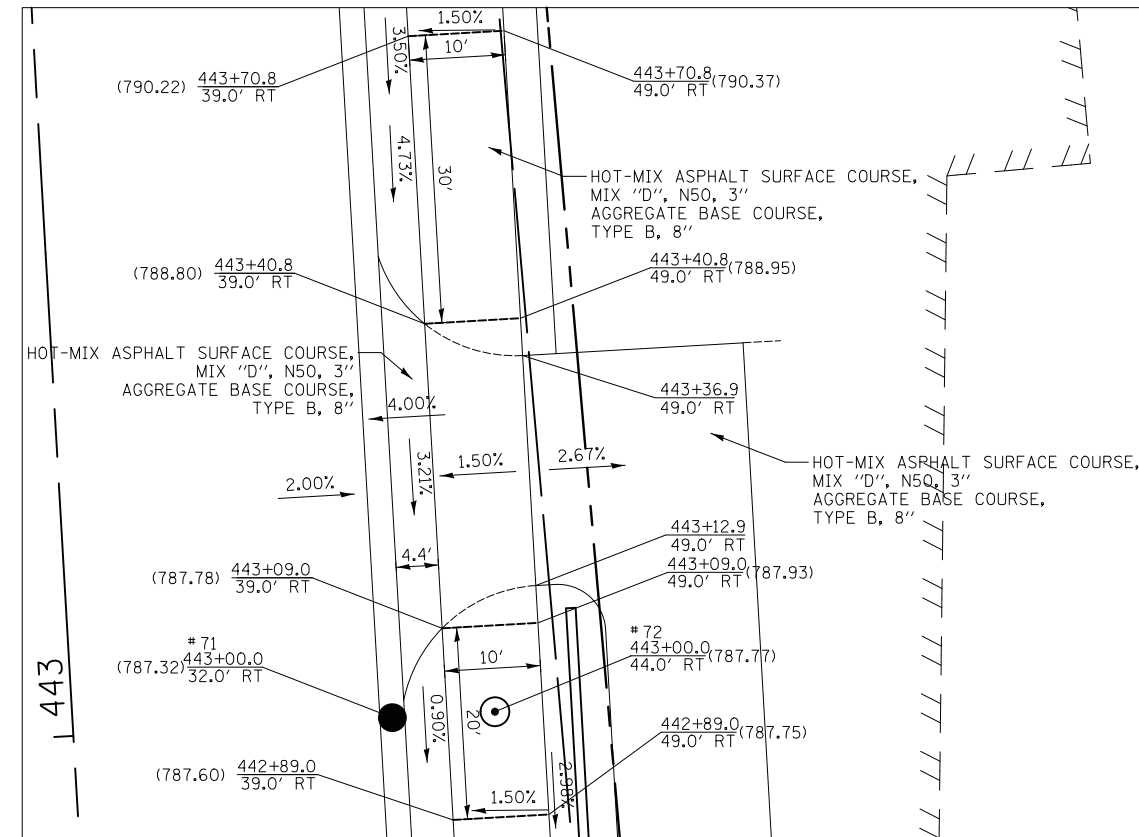 1.50%
3.50%
10'
(790.22) 443+70.8
39.0' RT
443+70.8 (790.37)
49.0' RT
4.73%
30'
HOT-MIX ASPHALT SURFACE COURSE,
MIX "D", N50, 3"
AGGREGATE BASE COURSE,
TYPE B, 8"
(788.80) 443+40.8
39.0' RT
443+40.8 (788.95)
49.0' RT
HOT-MIX ASPHALT SURFACE COURSE,
MIX "D", N50, 3"
AGGREGATE BASE COURSE,
TYPE B, 8"
443+36.9
49.0' RT
4.00%
3.21%
1.50%
2.67%
2.00%
HOT-MIX ASPHALT SURFACE COURSE,
MIX "D", N50, 3"
AGGREGATE BASE COURSE,
TYPE B, 8"
443+12.9
49.0' RT
4.4'
(787.78) 443+09.0
39.0' RT
443+09.0 (787.93)
49.0' RT
#71
(787.32) 443+00.0
32.0' RT
#72
443+00.0 (787.77)
44.0' RT
443
10'
0.90%
20'
442+89.0 (787.75)
49.0' RT
(787.60) 442+89.0
39.0' RT
1.50%
2.98%